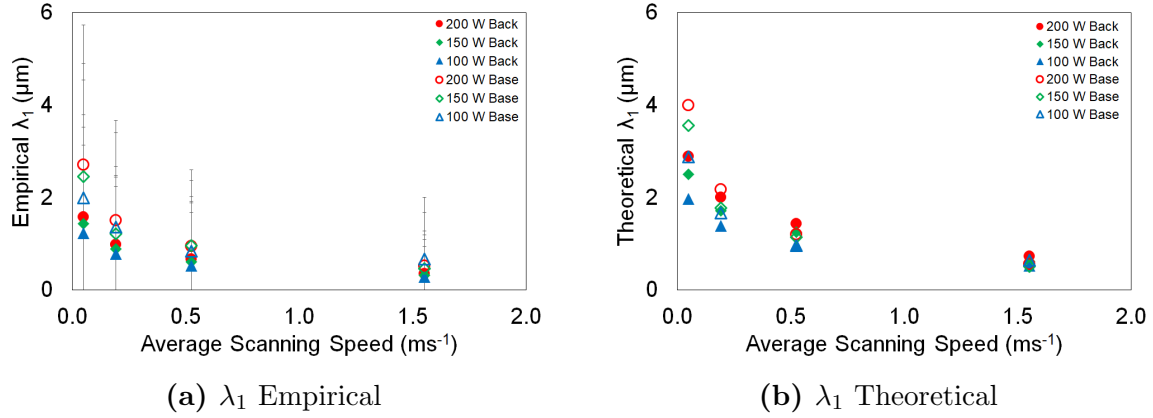 6
4
2
0
Empirical λ₁ (µm)
200 W Back
150 W Back
100 W Back
200 W Base
150 W Base
100 W Base
0.0 0.5 1.0 1.5 2.0
Average Scanning Speed (ms⁻¹)
(a) λ₁ Empirical
6
4
2
0
Theoretical λ₁ (µm)
200 W Back
150 W Back
100 W Back
200 W Base
150 W Base
100 W Base
0.0 0.5 1.0 1.5 2.0
Average Scanning Speed (ms⁻¹)
(b) λ₁ Theoretical